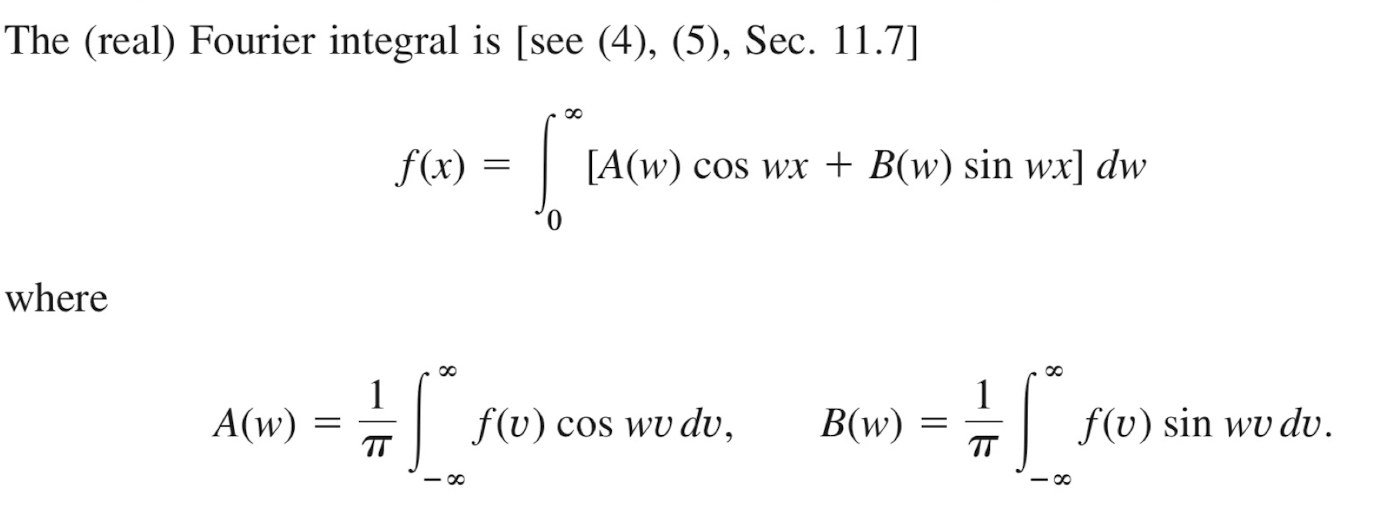 The (real) Fourier integral is [see (4), (5), Sec. 11.7]
f(x) = ∫₀^∞ [A(w) cos wx + B(w) sin wx] dw
where
A(w) = 1/π ∫_{-∞}^∞ f(v) cos wv dv,    B(w) = 1/π ∫_{-∞}^∞ f(v) sin wv dv.